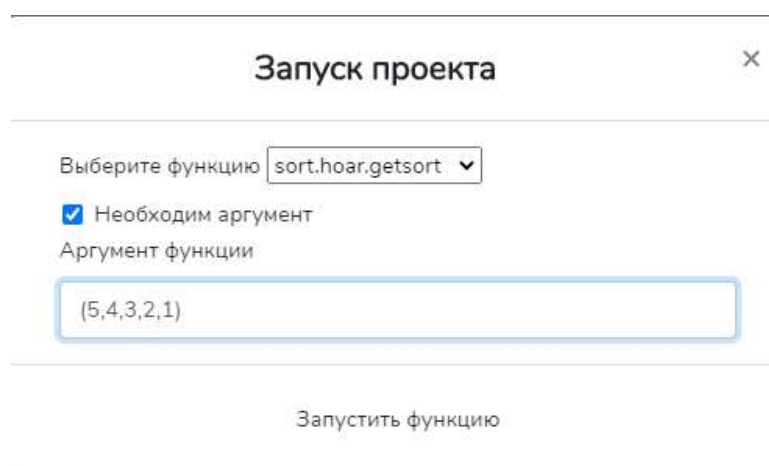 Запуск проекта ×
Выберите функцию sort.hoar.getsort
Необходим аргумент
Аргумент функции
(5,4,3,2,1)
Запустить функцию